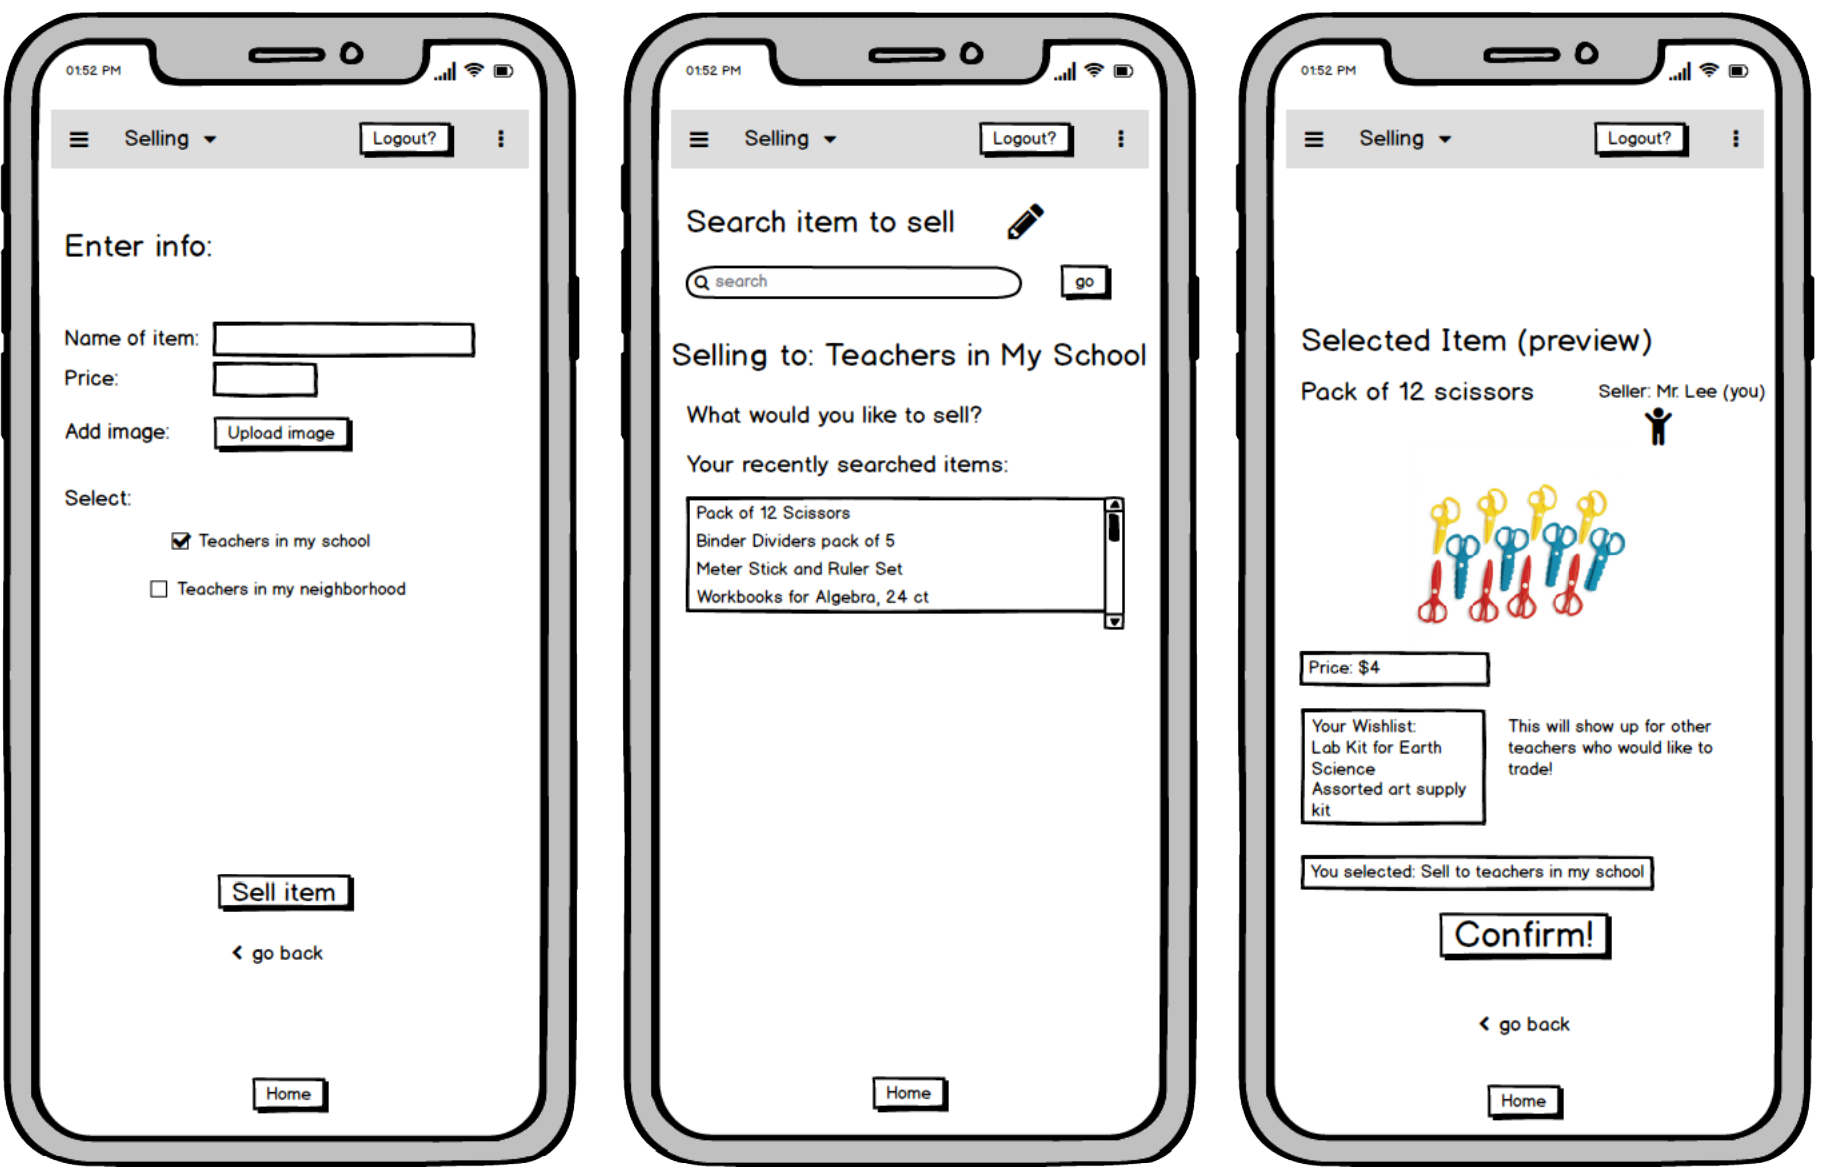 01:52 PM
Selling
Logout?
Enter info:
Name of item:
Price:
Add image:
Upload image
Select:
Teachers in my school
Teachers in my neighborhood
Sell item
go back
Home
01:52 PM
Selling
Logout?
Search item to sell
search
go
Selling to: Teachers in My School
What would you like to sell?
Your recently searched items:
Pack of 12 Scissors
Binder Dividers pack of 5
Meter Stick and Ruler Set
Workbooks for Algebra, 24 ct
Home
01:52 PM
Selling
Logout?
Selected Item (preview)
Pack of 12 scissors
Seller: Mr. Lee (you)
Price: $4
Your Wishlist:
Lab Kit for Earth
Science
Assorted art supply
kit
This will show up for other
teachers who would like to
trade!
You selected: Sell to teachers in my school
Confirm!
go back
Home